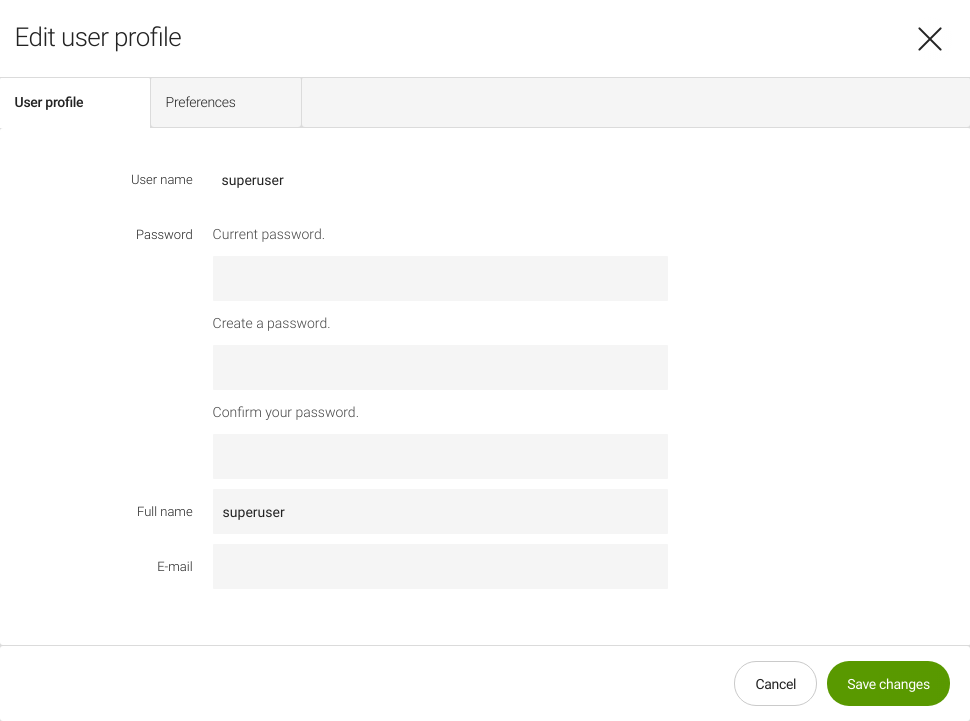 Edit user profile
User profile
Preferences
User name
superuser
Password
Current password.
Create a password.
Confirm your password.
Full name
superuser
E-mail
Cancel
Save changes